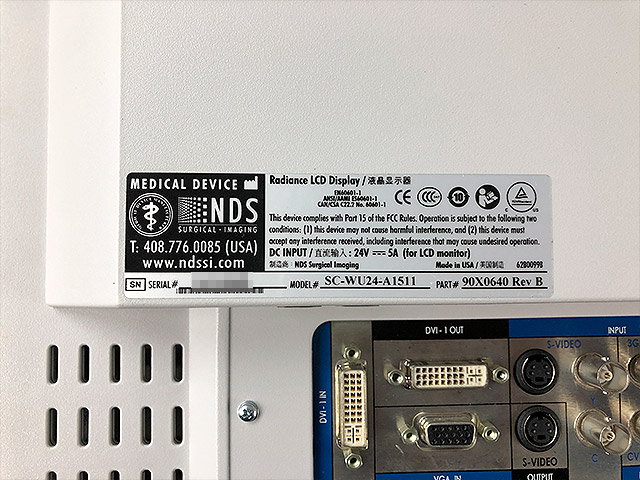 MEDICAL DEVICE
NDS
SURGICAL • IMAGING
T: 408.776.0085 (USA)
www.ndssi.com
Radiance LCD Display / 液晶显示器
EN60601-1
ANSI/AAMI ES60601-1
CAN/CSA C22.2 No. 60601-1
This device complies with Part 15 of the FCC Rules. Operation is subject to the following two
conditions: (1) this device may not cause harmful interference, and (2) this device must
accept any interference received, including interference that may cause undesired operation.
DC INPUT / 直流输入 : 24V ⎓ 5A (for LCD monitor)
制造商: NDS Surgical Imaging
Made in USA / 美国制造
62B0099B
SN SERIAL#
MODEL# SC-WU24-A1511
PART# 90X0640 Rev B
DVI - 1 OUT
DVI - 1 IN
VGA IN
INPUT
S-VIDEO
S-VIDEO
OUTPUT
Y
C
3G
CV